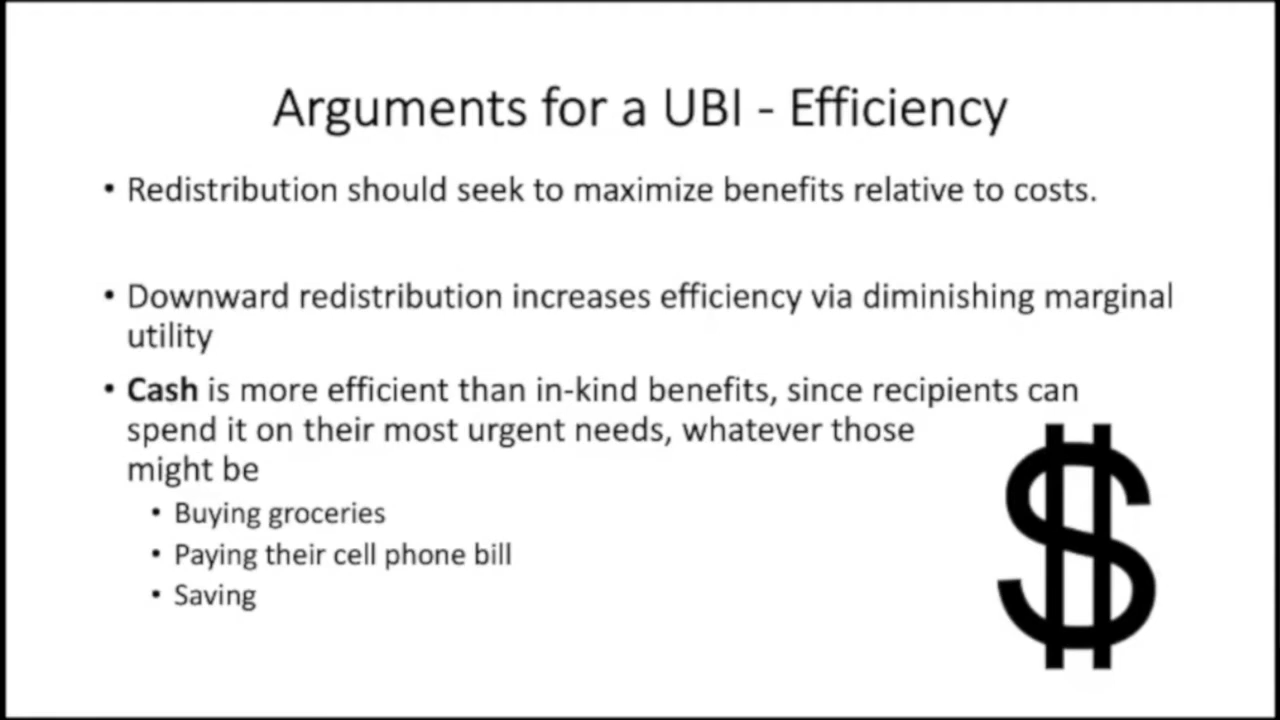 Arguments for a UBI - Efficiency
• Redistribution should seek to maximize benefits relative to costs.
• Downward redistribution increases efficiency via diminishing marginal
utility
• Cash is more efficient than in-kind benefits, since recipients can
spend it on their most urgent needs, whatever those
might be
• Buying groceries
• Paying their cell phone bill
• Saving
$